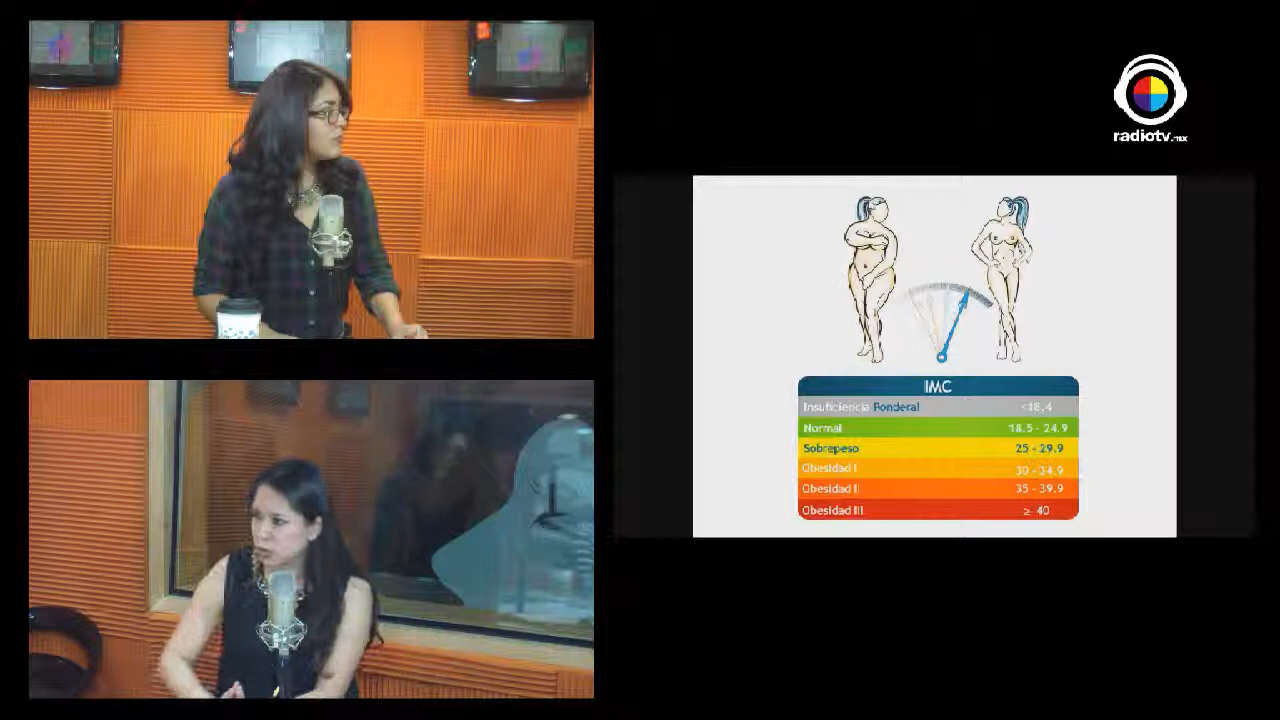 radiotv.mx
IMC
Insuficiencia Ponderal <18,4
Normal 18.5 - 24.9
Sobrepeso 25 - 29.9
Obesidad I 30 - 34.9
Obesidad II 35 - 39.9
Obesidad III ≥ 40